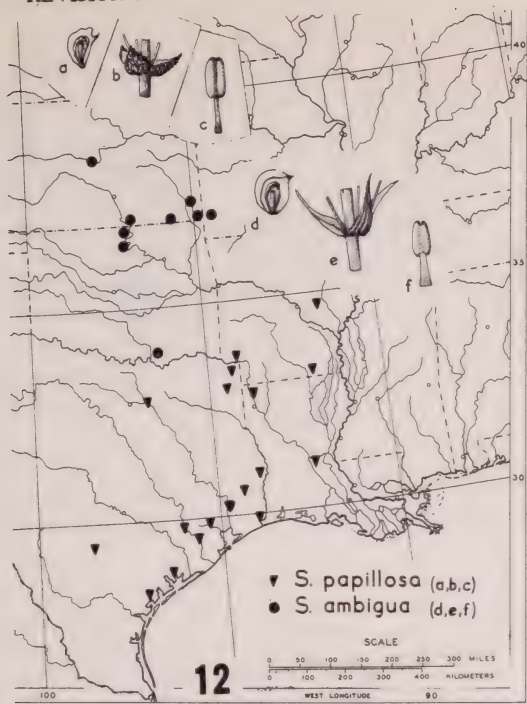 a
b
c
40
d
e
f
35
30
S. papillosa (a,b,c)
S. ambigua (d,e,f)
SCALE
0 50 100 150 200 250 300 MILES
0 100 200 300 400 KILOMETERS
12
100 WEST LONGITUDE 90